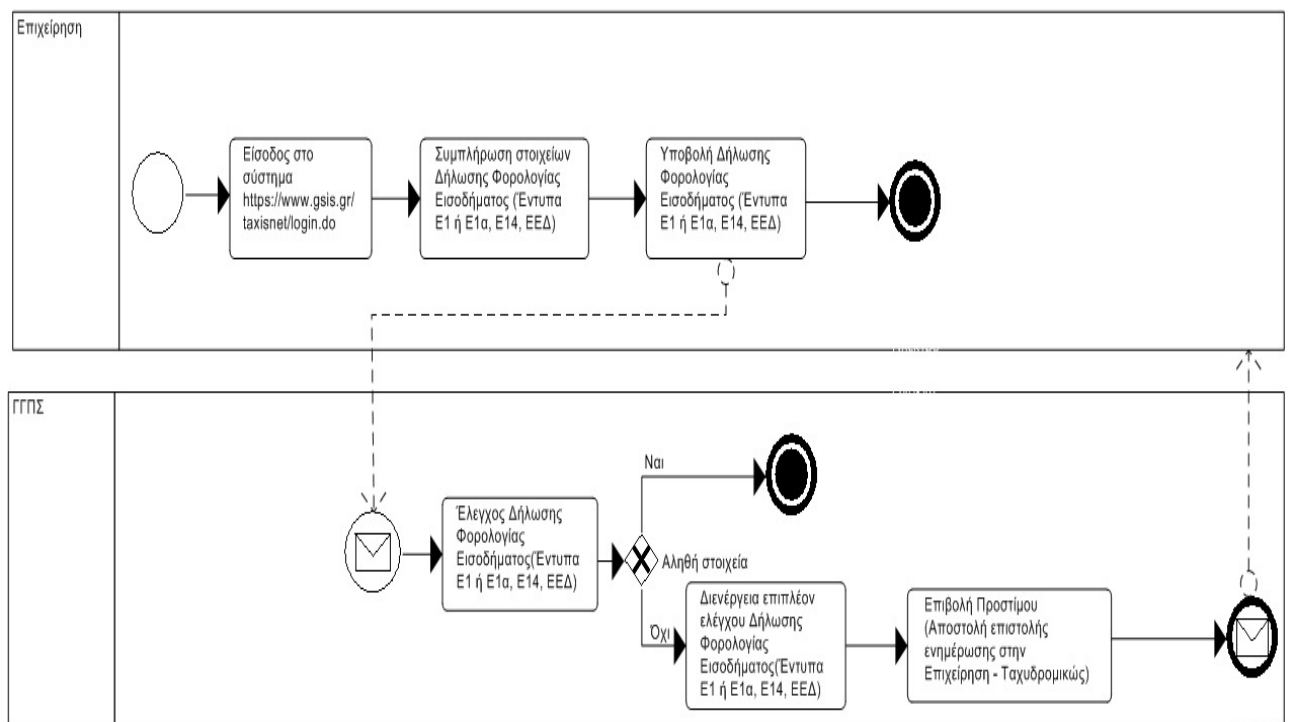 Επιχείρηση
Είσοδος στο
σύστημα
https://www.gsis.gr/
taxisnet/login.do
Συμπλήρωση στοιχείων
Δήλωσης Φορολογίας
Εισοδήματος (Έντυπα
Ε1 ή Ε1α, Ε14, ΕΕΔ)
Υποβολή Δήλωσης
Φορολογίας
Εισοδήματος (Έντυπα
Ε1 ή Ε1α, Ε14, ΕΕΔ)
ΓΓΠΣ
Έλεγχος Δήλωσης
Φορολογίας
Εισοδήματος(Έντυπα
Ε1 ή Ε1α, Ε14, ΕΕΔ)
Ναι
Αληθή στοιχεία
Όχι
Διενέργεια επιπλέον
ελέγχου Δήλωσης
Φορολογίας
Εισοδήματος(Έντυπα
Ε1 ή Ε1α, Ε14, ΕΕΔ)
Επιβολή Προστίμου
(Αποστολή επιστολής
ενημέρωσης στην
Επιχείρηση - Ταχυδρομικώς)